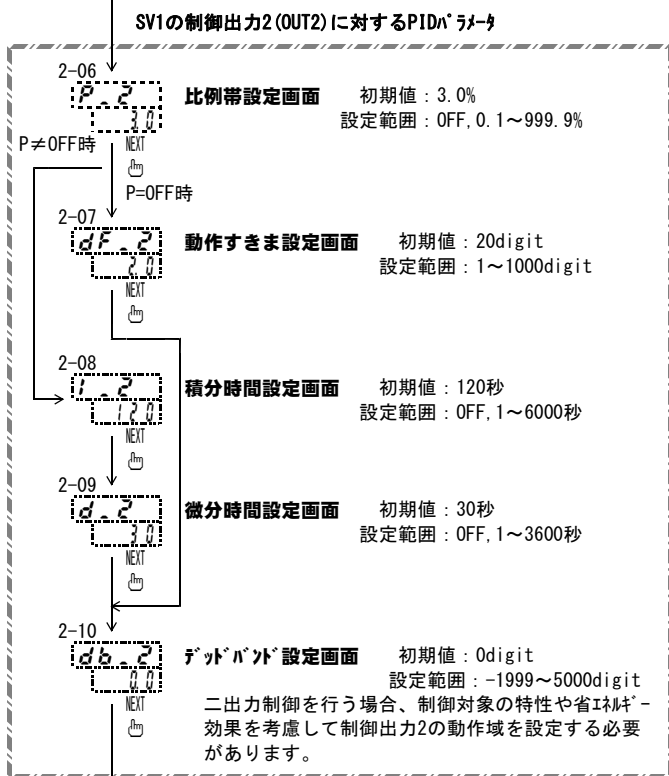 SV1の制御出力2(OUT2)に対するPIDﾊﾟﾗﾒｰﾀ
2-06
P_2
比例帯設定画面 初期値：3.0%
3.0
設定範囲：OFF,0.1～999.9%
P≠OFF時
NEXT
P=OFF時
2-07
dF_2
動作すきま設定画面 初期値：20digit
2.0
設定範囲：1～1000digit
NEXT
2-08
I_2
積分時間設定画面 初期値：120秒
120
設定範囲：OFF,1～6000秒
NEXT
2-09
d_2
微分時間設定画面 初期値：30秒
30
設定範囲：OFF,1～3600秒
NEXT
2-10
db_2
ﾃﾞｯﾄﾞﾊﾞﾝﾄﾞ設定画面 初期値：0digit
0.0
設定範囲：-1999～5000digit
NEXT
二出力制御を行う場合、制御対象の特性や省ｴﾈﾙｷﾞｰ
効果を考慮して制御出力2の動作域を設定する必要
があります。